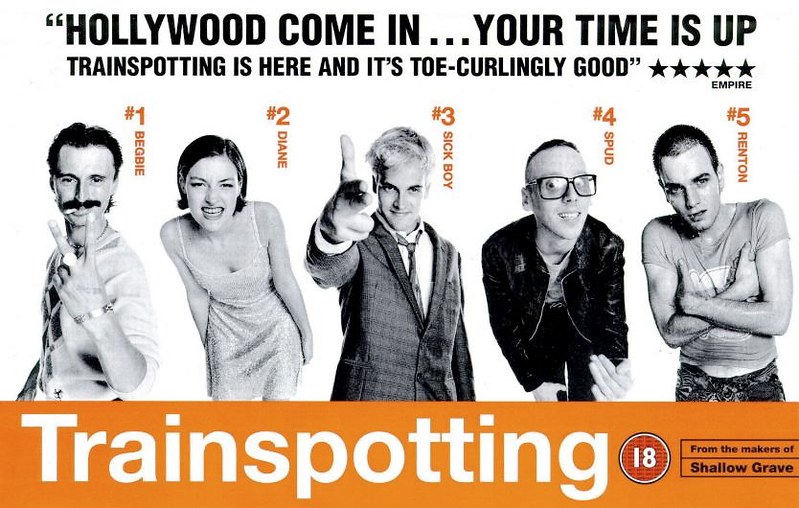 “HOLLYWOOD COME IN...YOUR TIME IS UP
TRAINSPOTTING IS HERE AND IT’S TOE-CURLINGLY GOOD” ★★★★★
EMPIRE
#1 BEGBIE
#2 DIANE
#3 SICK BOY
#4 SPUD
#5 RENTON
Trainspotting
18
From the makers of
Shallow Grave